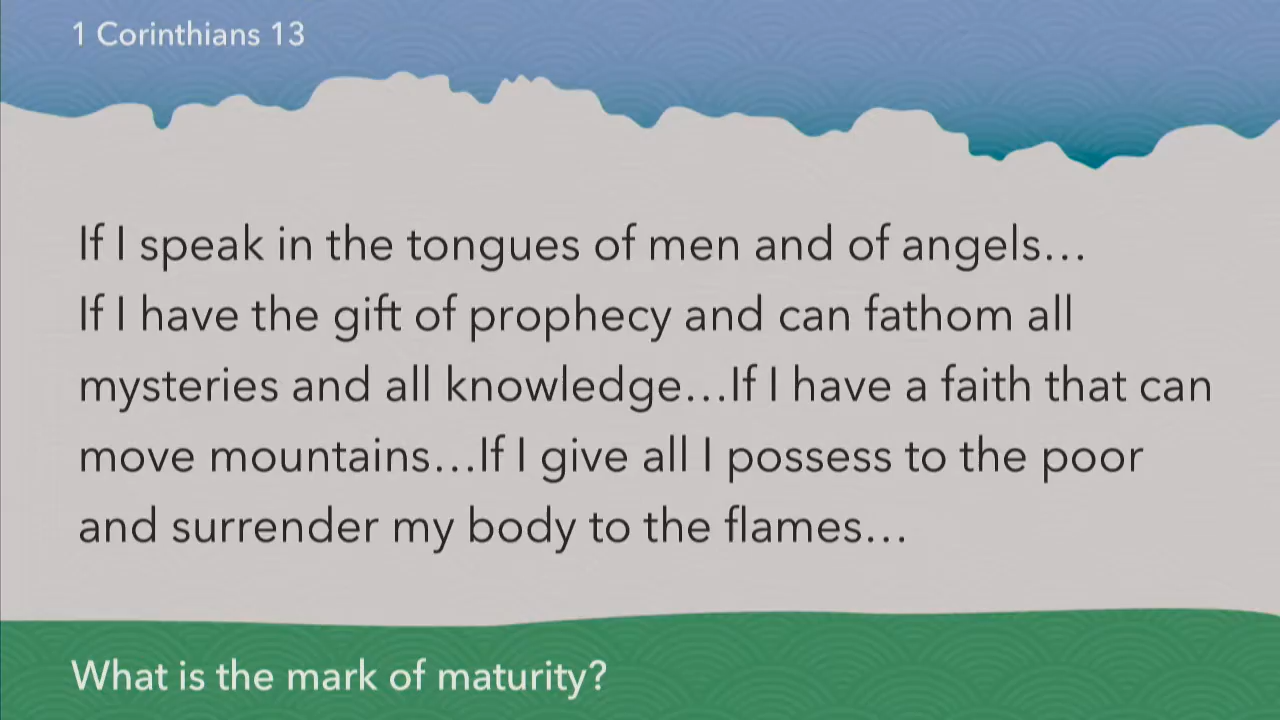 1 Corinthians 13
If I speak in the tongues of men and of angels…
If I have the gift of prophecy and can fathom all
mysteries and all knowledge…If I have a faith that can
move mountains…If I give all I possess to the poor
and surrender my body to the flames…
What is the mark of maturity?